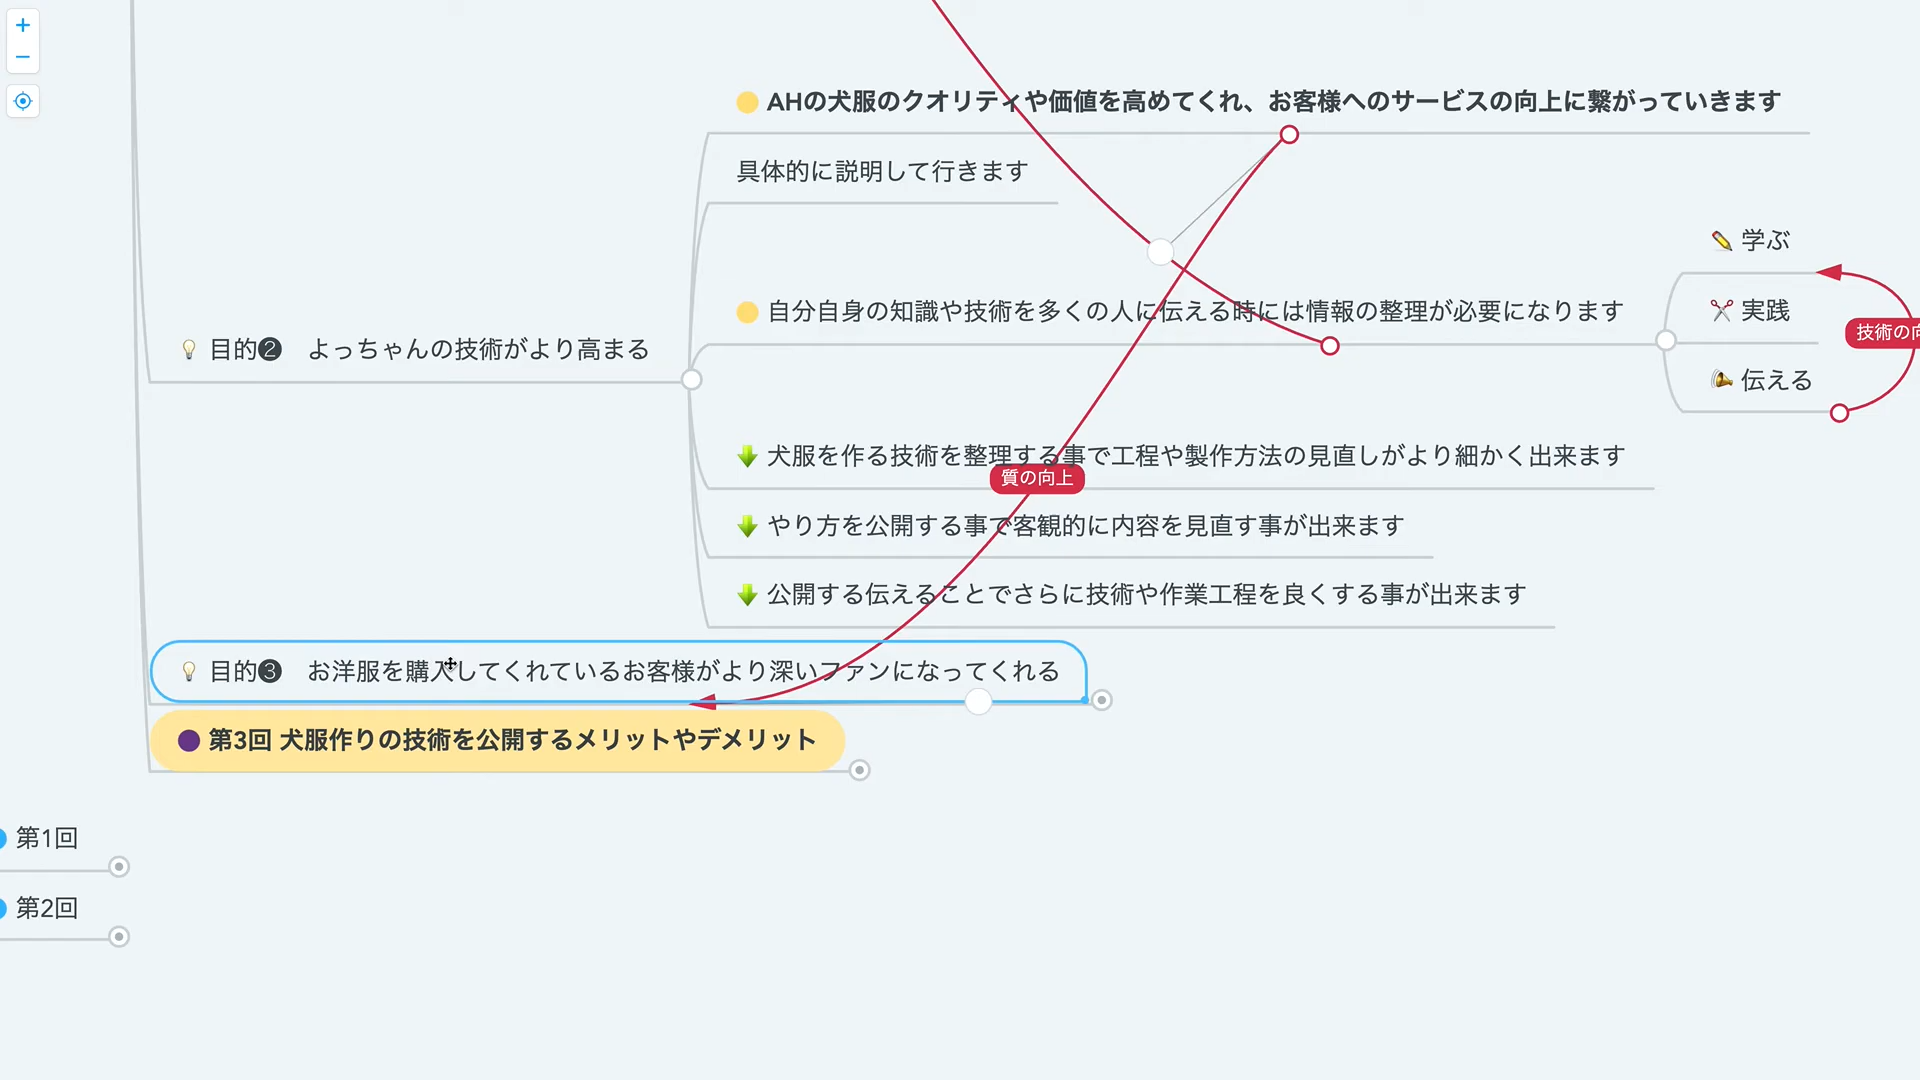 AHの犬服のクオリティや価値を高めてくれ、お客様へのサービスの向上に繋がっていきます
具体的に説明して行きます
学ぶ
自分自身の知識や技術を多くの人に伝える時には情報の整理が必要になります
実践
技術の向
目的❷　よっちゃんの技術がより高まる
伝える
犬服を作る技術を整理する事で工程や製作方法の見直しがより細かく出来ます
質の向上
やり方を公開する事で客観的に内容を見直す事が出来ます
公開する伝えることでさらに技術や作業工程を良くする事が出来ます
目的❸　お洋服を購入してくれているお客様がより深いファンになってくれる
第3回 犬服作りの技術を公開するメリットやデメリット
第1回
第2回